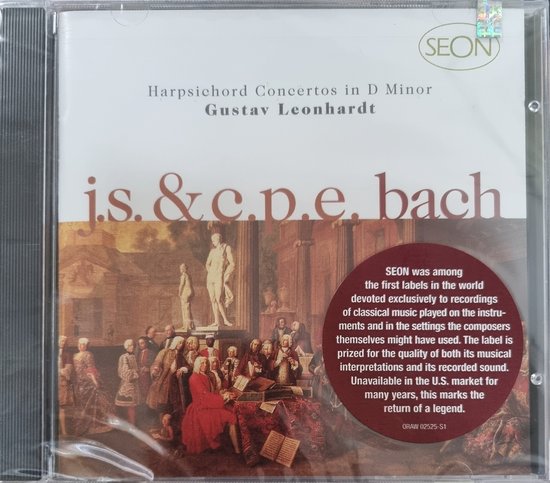 SEON
Harpsichord Concertos in D Minor
Gustav Leonhardt
j.s. & c.p.e. bach
SEON was among
the first labels in the world
devoted exclusively to recordings
of classical music played on the instru-
ments and in the settings the composers
themselves might have used. The label is
prized for the quality of both its musical
interpretations and its recorded sound.
Unavailable in the U.S. market for
many years, this marks the
return of a legend.
ORAW 02525-S1